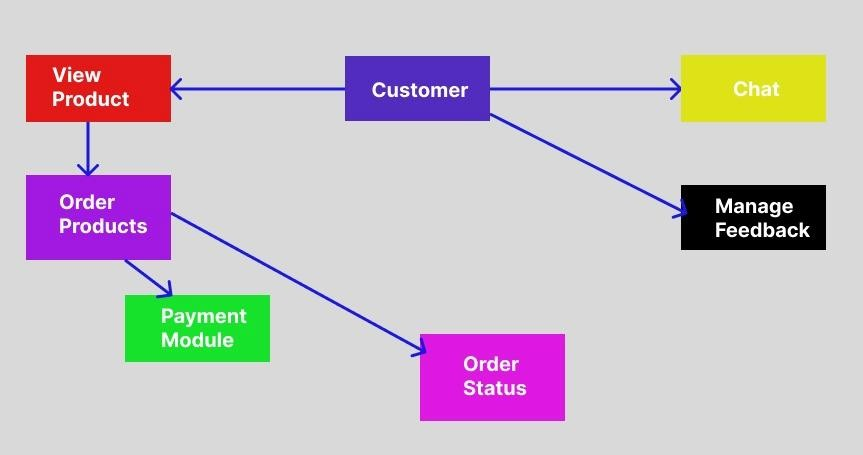 View
Product
Customer
Chat
Order
Products
Manage
Feedback
Payment
Module
Order
Status